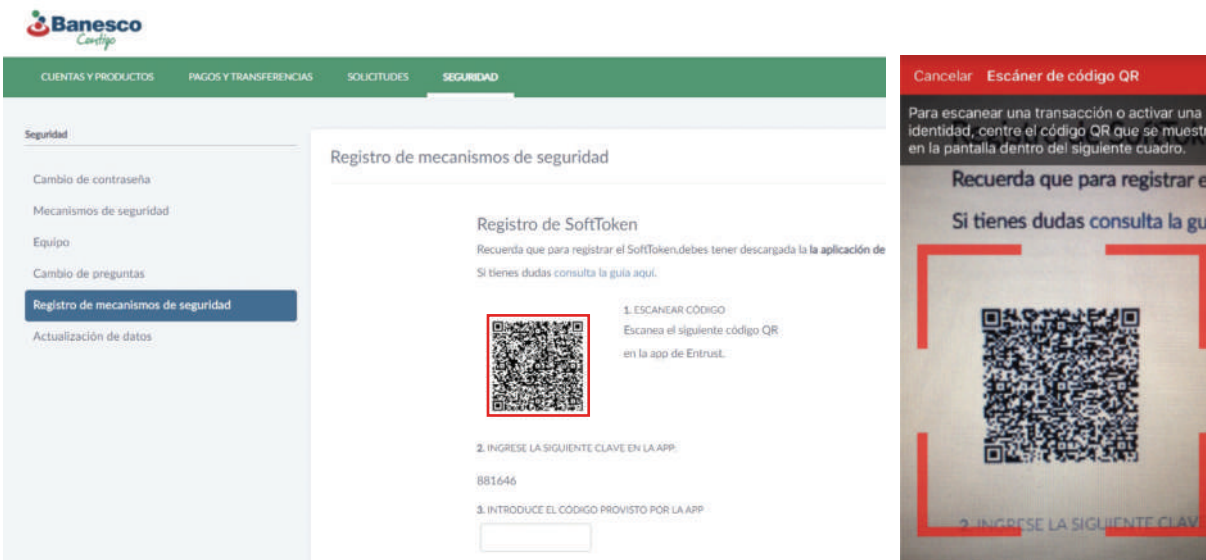 Banesco
Contigo
CUENTAS Y PRODUCTOS PAGOS Y TRANSFERENCIAS SOLICITUDES SEGURIDAD
Seguridad
Cambio de contraseña
Mecanismos de seguridad
Equipo
Cambio de preguntas
Registro de mecanismos de seguridad
Actualización de datos
Registro de mecanismos de seguridad
Registro de SoftToken
Recuerda que para registrar el SoftToken,debes tener descargada la la aplicación de
Si tienes dudas consulta la guía aquí.
1. ESCANEAR CÓDIGO
Escanea el siguiente código QR
en la app de Entrust.
2. INGRESE LA SIGUIENTE CLAVE EN LA APP:
881646
3. INTRODUCE EL CÓDIGO PROVISTO POR LA APP
Cancelar Escáner de código QR
Para escanear una transacción o activar una
identidad, centre el código QR que se muestr
en la pantalla dentro del siguiente cuadro.
Recuerda que para registrar e
Si tienes dudas consulta la gu
2. INGRESE LA SIGUIENTE CLAVE